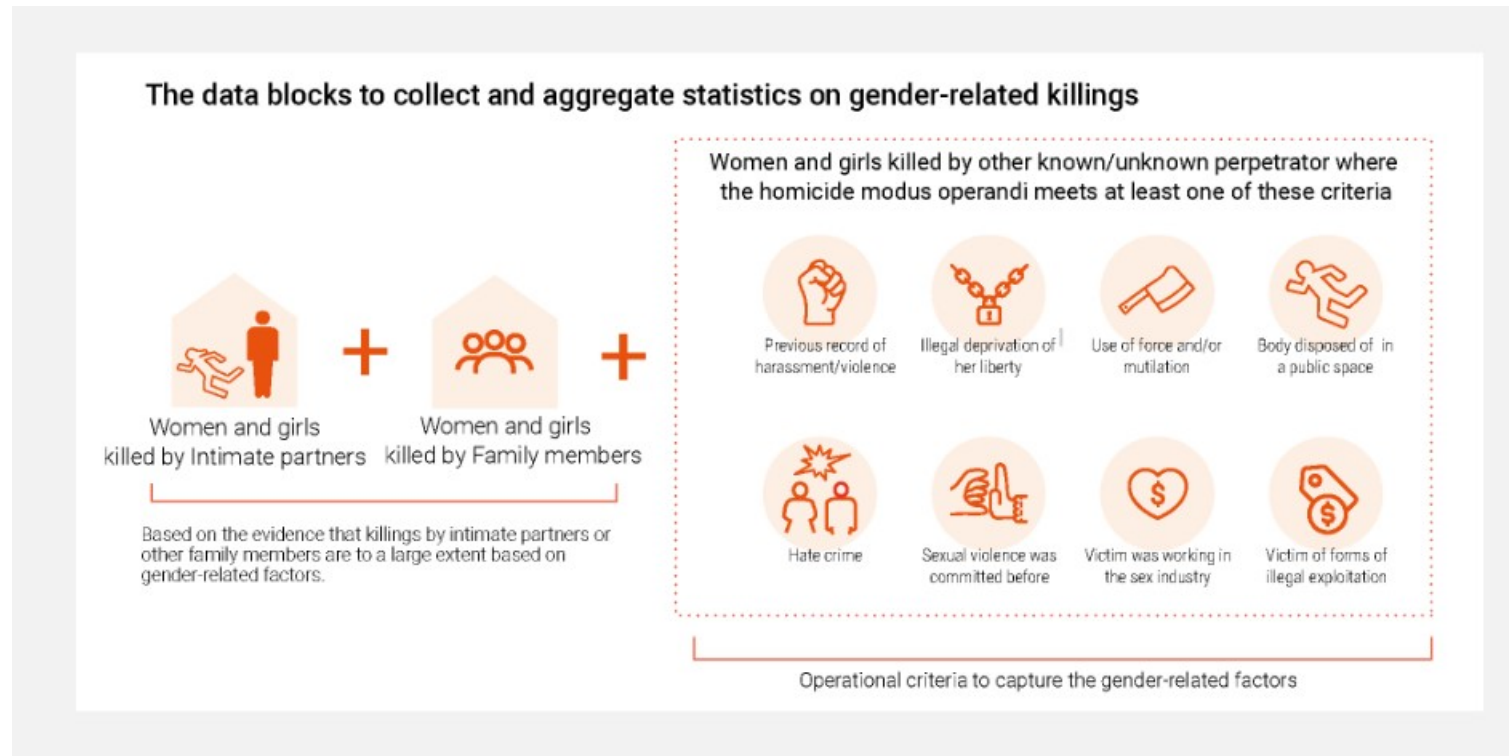 The data blocks to collect and aggregate statistics on gender-related killings
Women and girls killed by other known/unknown perpetrator where
the homicide modus operandi meets at least one of these criteria
Previous record of
harassment/violence
Illegal deprivation of
her liberty
Use of force and/or
mutilation
Body disposed of in
a public space
Women and girls
killed by Intimate partners
Women and girls
killed by Family members
Based on the evidence that killings by intimate partners or
other family members are to a large extent based on
gender-related factors.
Hate crime
Sexual violence was
committed before
Victim was working in
the sex industry
Victim of forms of
illegal exploitation
Operational criteria to capture the gender-related factors